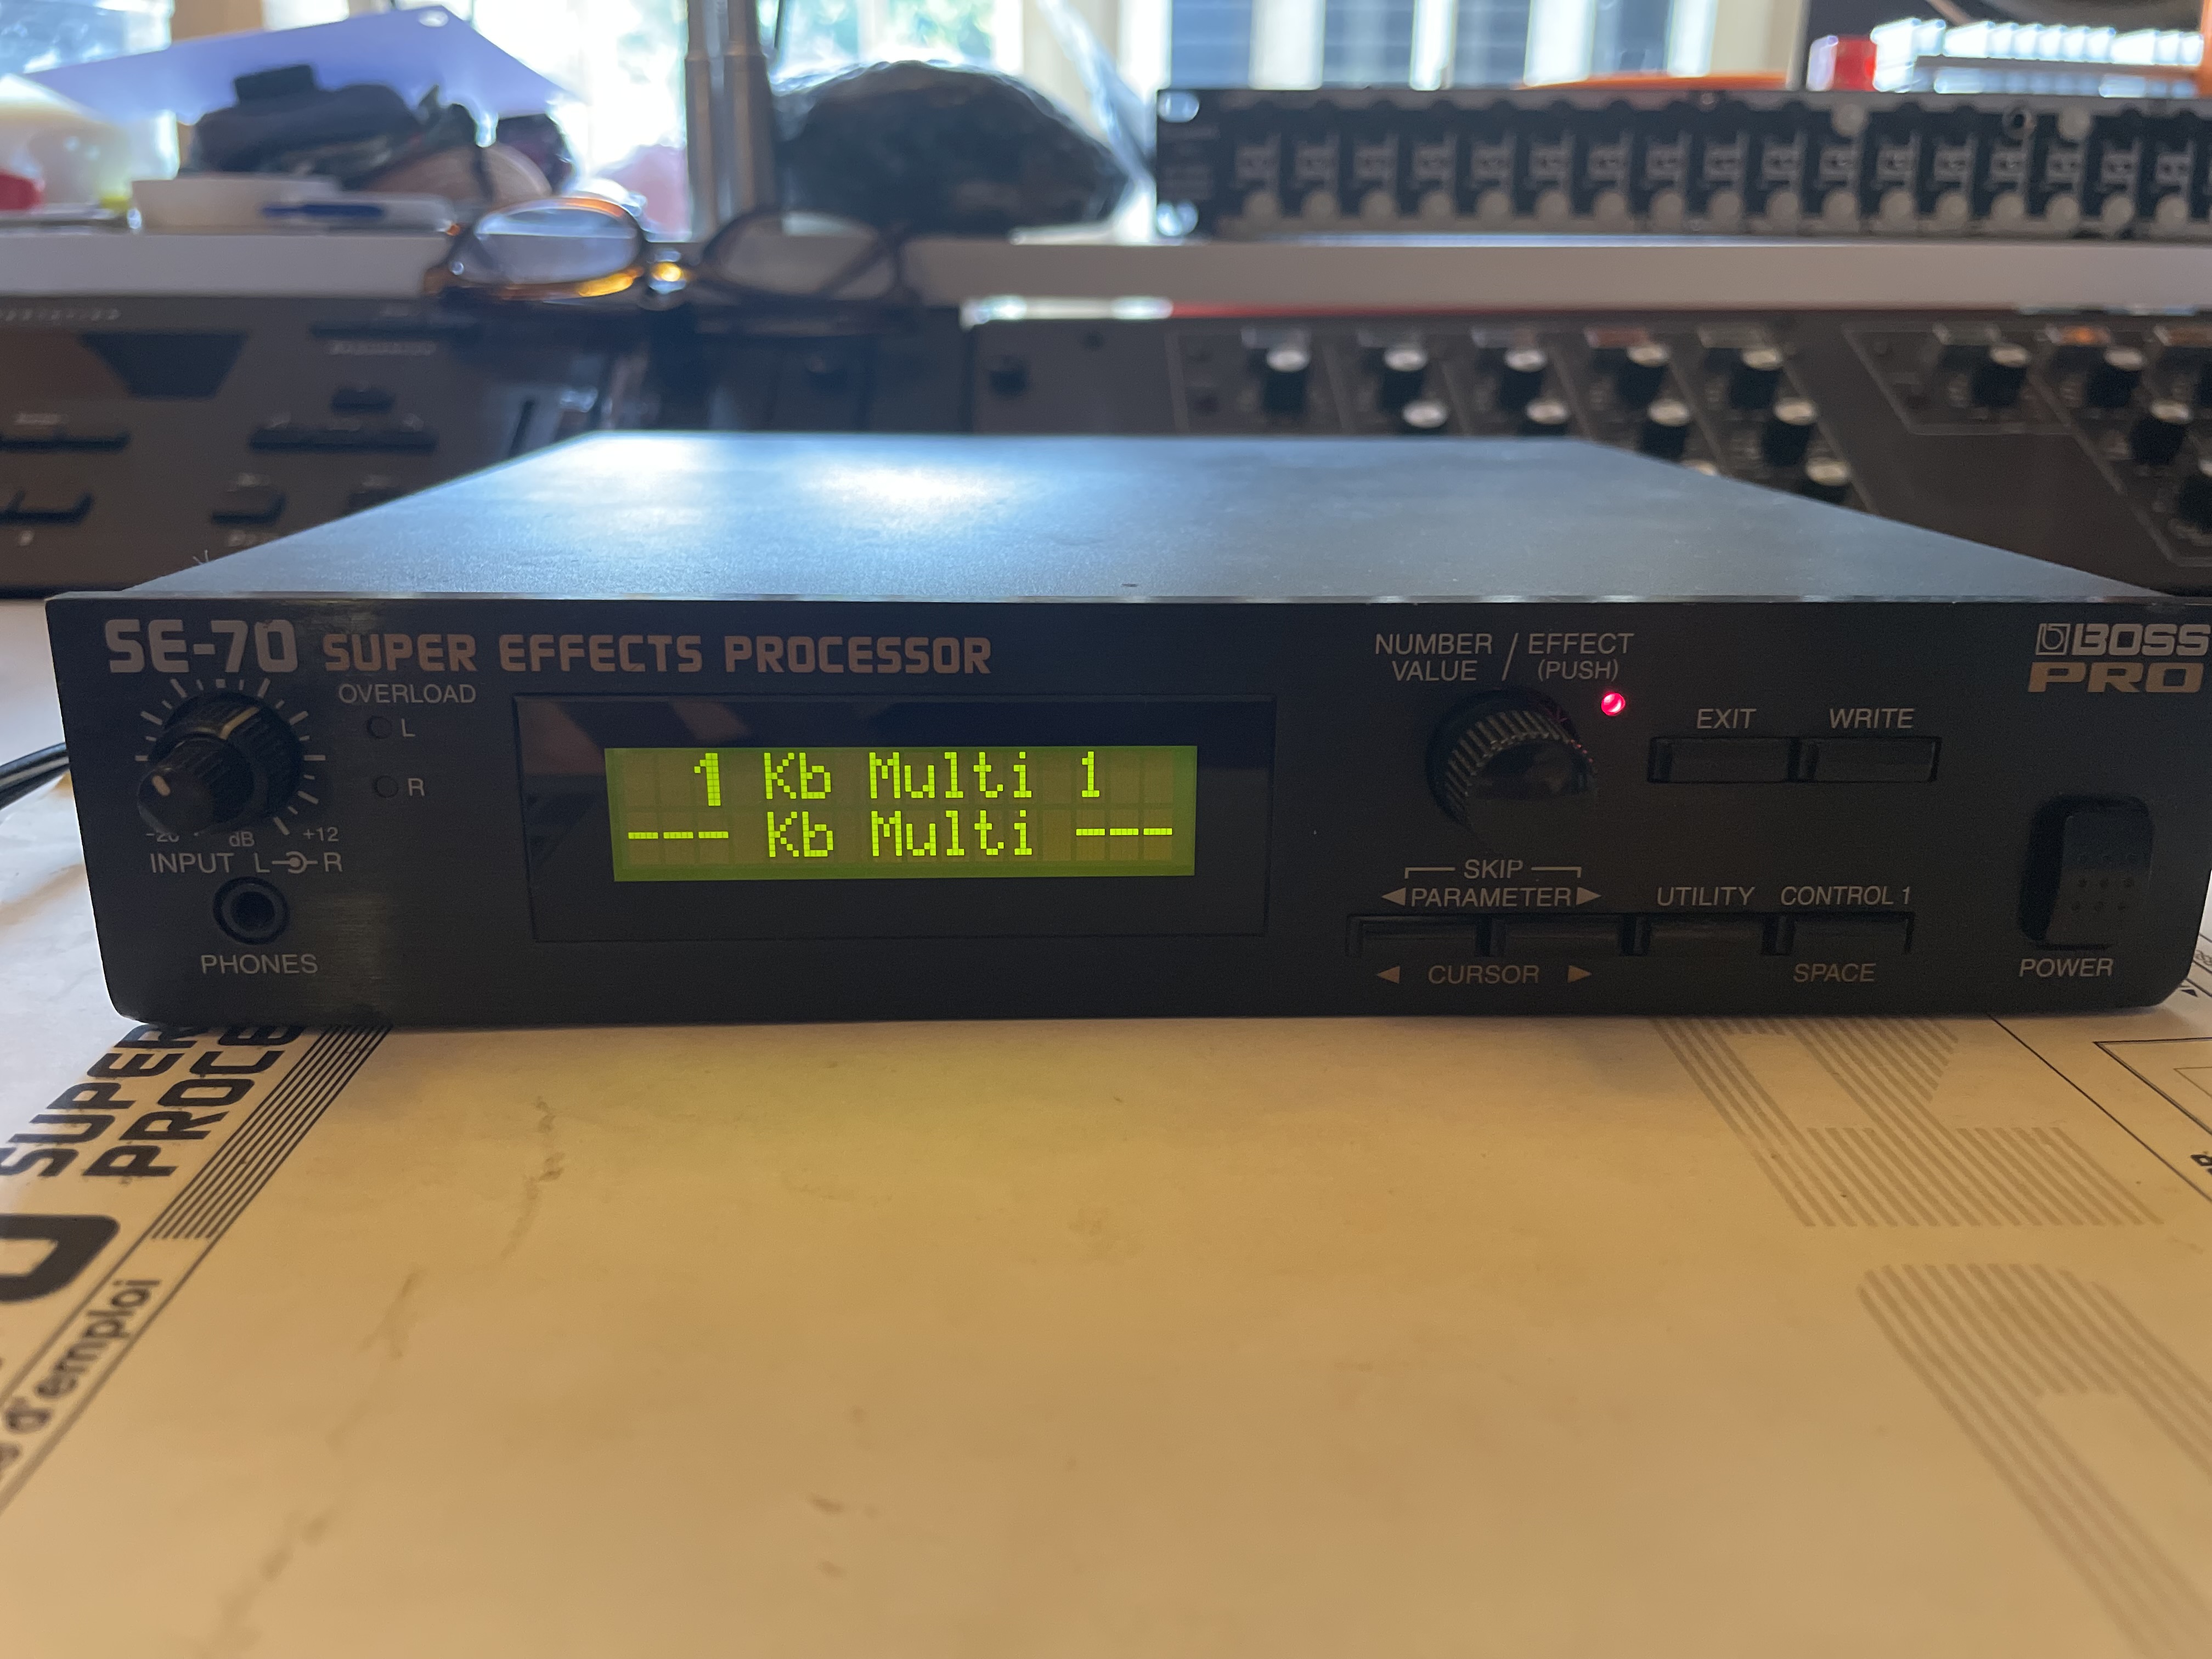 SE-70 SUPER EFFECTS PROCESSOR
OVERLOAD
L
R
-20 dB +12
INPUT L R
PHONES
1 Kb Multi 1
--- Kb Multi ---
NUMBER / EFFECT
VALUE (PUSH)
EXIT WRITE
SKIP
◀PARAMETER▶
UTILITY CONTROL 1
◀ CURSOR ▶
SPACE
BOSS
PRO
POWER
SUPER
PROCE
d'emploi